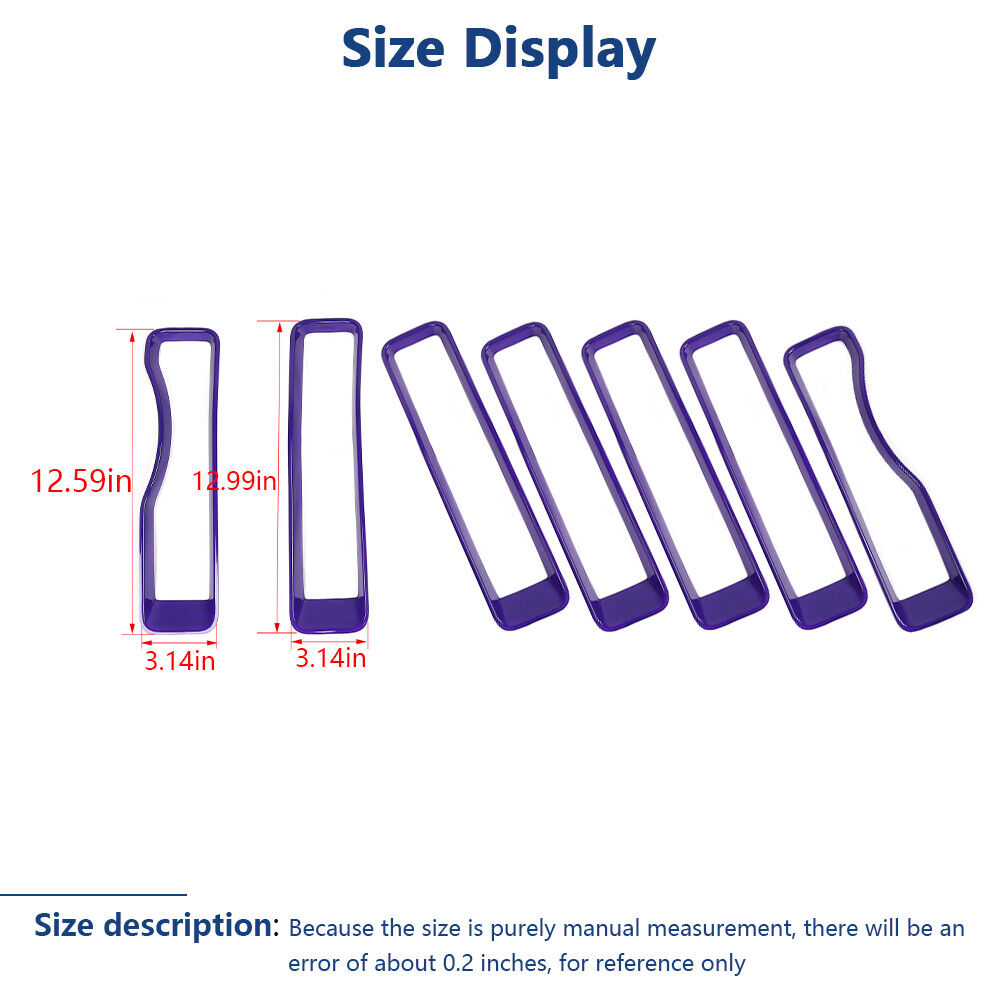 Size Display
12.59in
12.99in
3.14in
3.14in
Size description: Because the size is purely manual measurement, there will be an
error of about 0.2 inches, for reference only